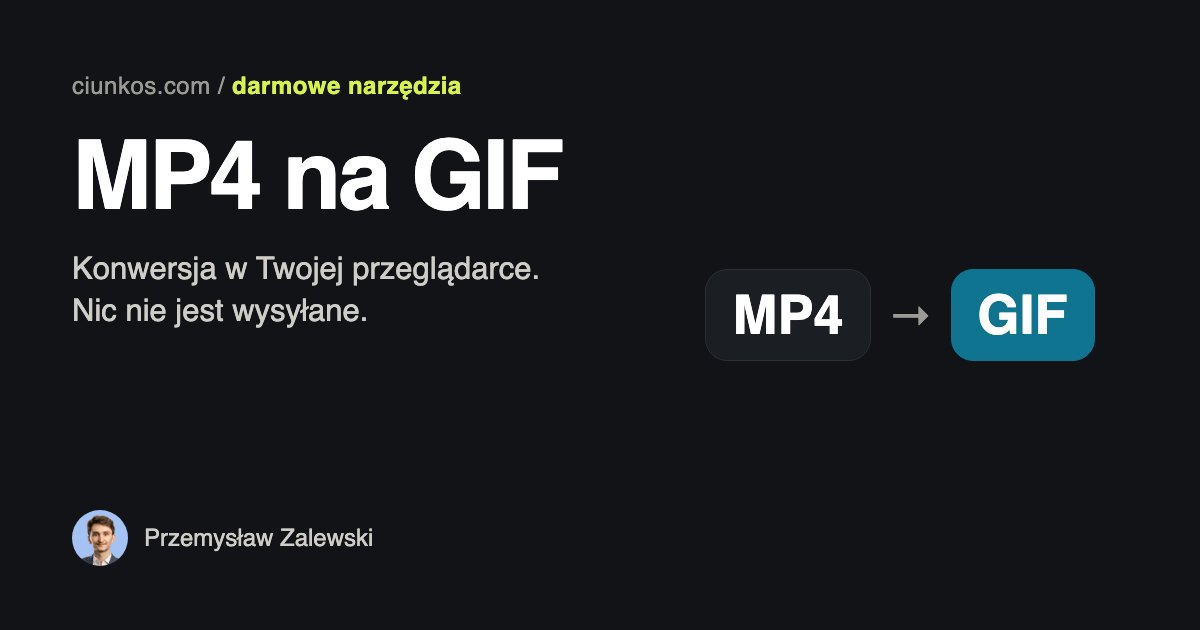 ciunkos.com / darmowe narzędzia
MP4 na GIF
Konwersja w Twojej przeglądarce.
Nic nie jest wysyłane.
MP4 → GIF
Przemysław Zalewski